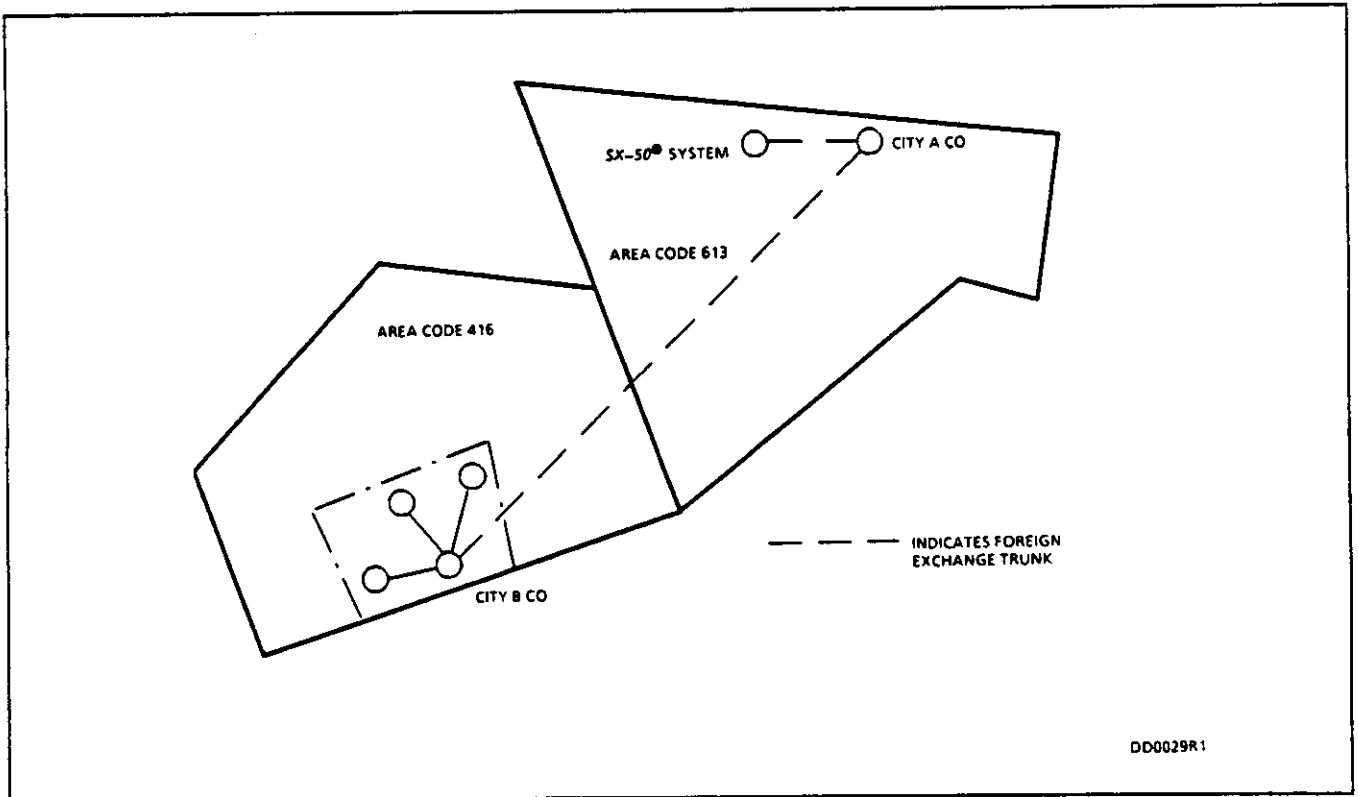 SX-50® SYSTEM
CITY A CO
AREA CODE 613
AREA CODE 416
INDICATES FOREIGN
EXCHANGE TRUNK
CITY B CO
DD0029R1